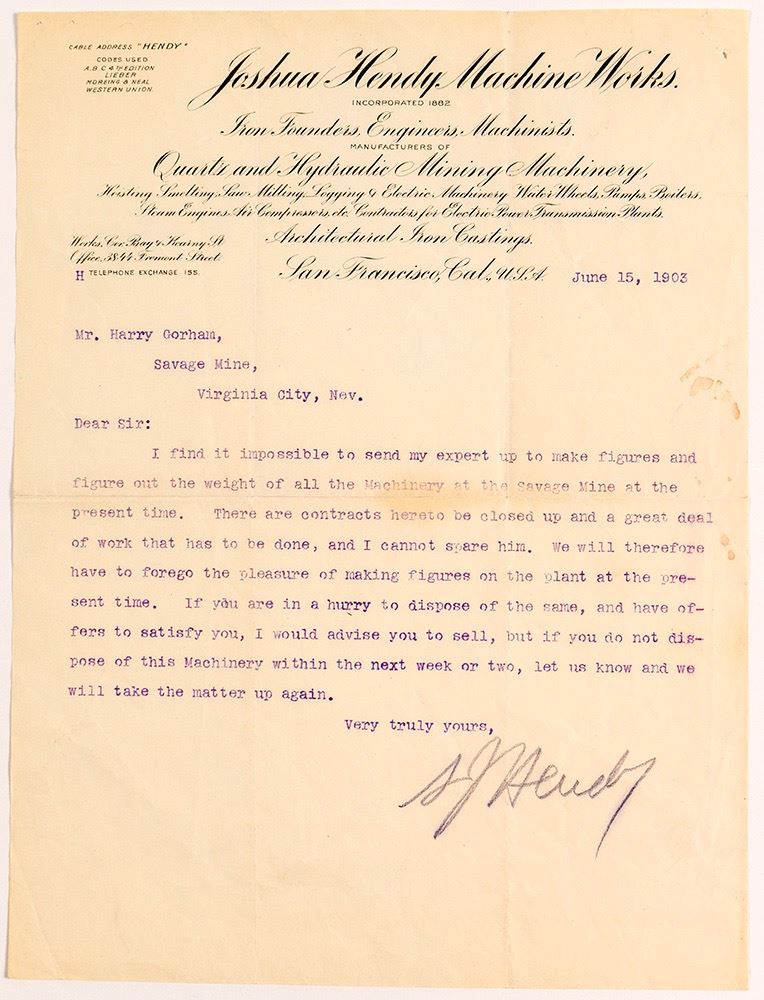 CABLE ADDRESS "HENDY"
CODES USED
A.B.C 4TH EDITION
LIEBER
MOREING & NEAL
WESTERN UNION.
Joshua Hendy Machine Works.
INCORPORATED 1882
Iron Founders, Engineers, Machinists.
MANUFACTURERS OF
Quartz and Hydraulic Mining Machinery,
Hoisting, Smelting, Saw Milling, Logging & Electric Machinery, Water Wheels, Pumps, Boilers,
Steam Engines, Air Compressors, etc. Contractors for Electric Power Transmission Plants,
Architectural Iron Castings.
Works, Cor. Bay & Kearny St.
Office, 38-44 Fremont Street.
H TELEPHONE EXCHANGE 155.
San Francisco, Cal., U.S.A. June 15, 1903
Mr. Harry Gorham,
Savage Mine,
Virginia City, Nev.
Dear Sir:
I find it impossible to send my expert up to make figures and
figure out the weight of all the Machinery at the Savage Mine at the
present time. There are contracts hereto be closed up and a great deal
of work that has to be done, and I cannot spare him. We will therefore
have to forego the pleasure of making figures on the plant at the pre-
sent time. If you are in a hurry to dispose of the same, and have of-
fers to satisfy you, I would advise you to sell, but if you do not dis-
pose of this Machinery within the next week or two, let us know and we
will take the matter up again.
Very truly yours,
S J Hendy